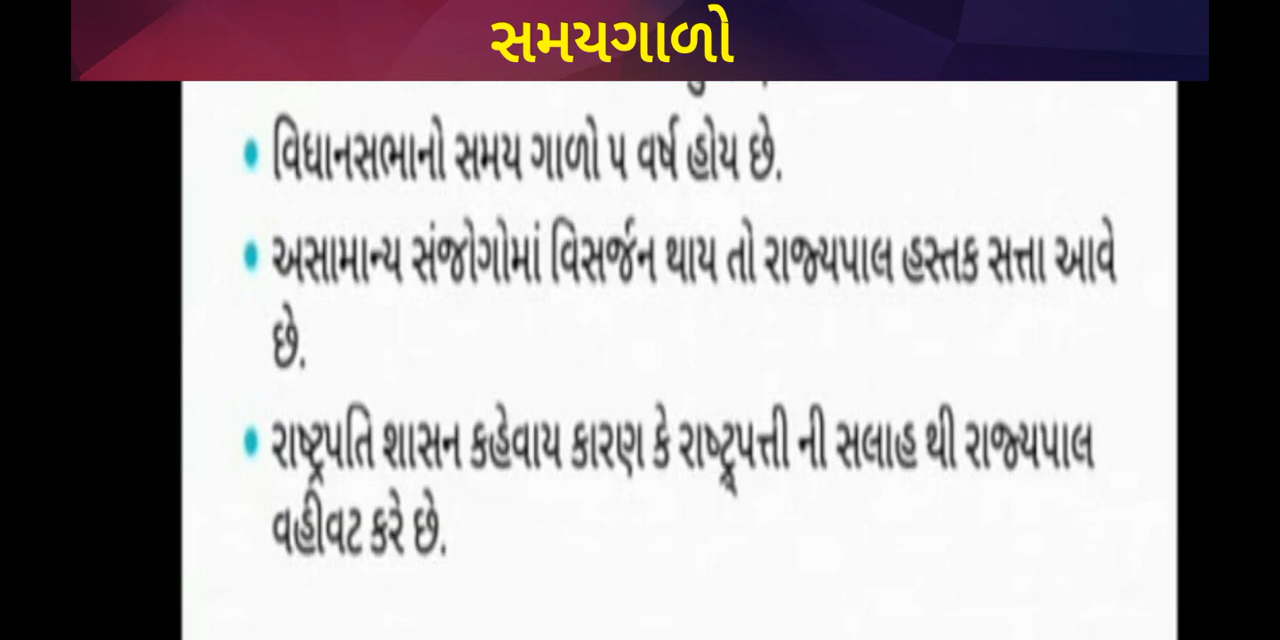 સમયગાળો
• વિધાનસભાનો સમય ગાળો ૫ વર્ષ હોય છે.
• અસામાન્ય સંજોગોમાં વિસર્જન થાય તો રાજ્યપાલ હસ્તક સત્તા આવે
છે.
• રાષ્ટ્રપતિ શાસન કહેવાય કારણ કે રાષ્ટ્ર્પત્તી ની સલાહ થી રાજ્યપાલ
વહીવટ કરે છે.